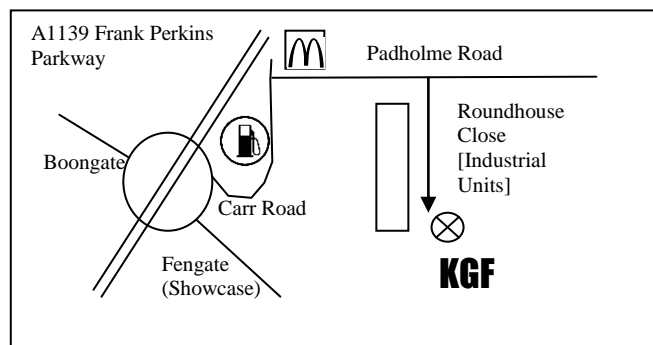 A1139 Frank Perkins
Parkway
Padholme Road
Roundhouse
Close
[Industrial
Units]
Boongate
Carr Road
Fengate
(Showcase)
KGF